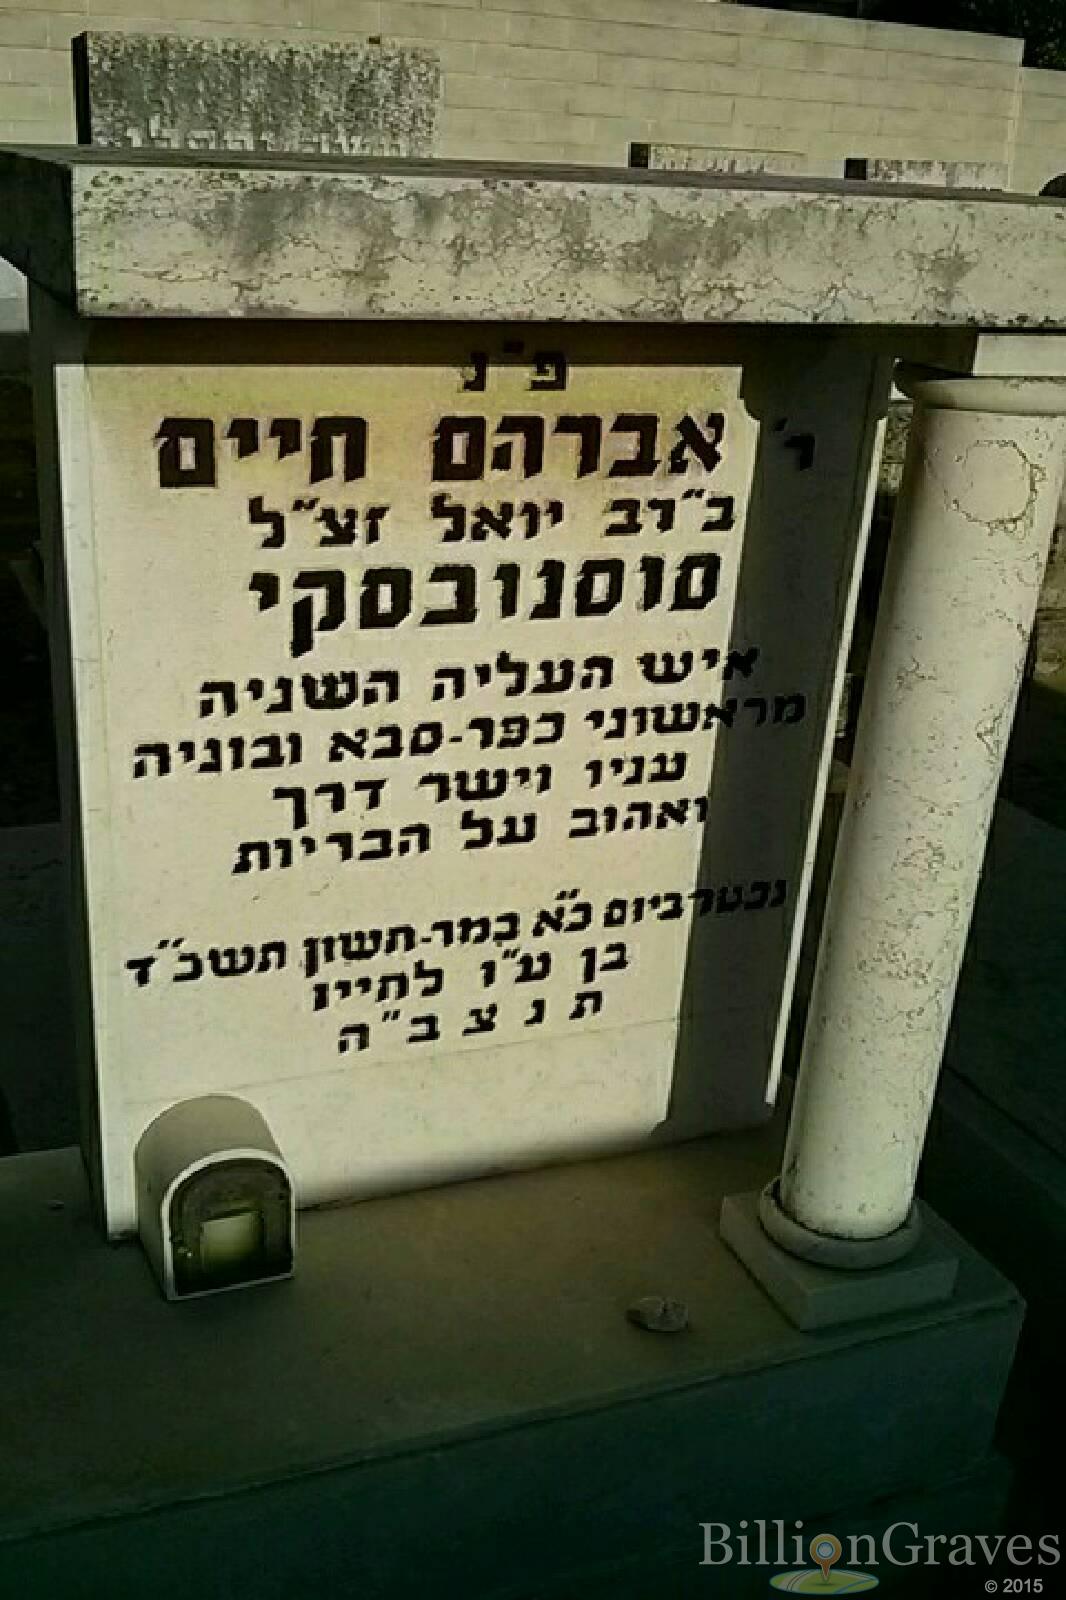 פ"נ
ר' אברהם חיים
ב"רב יואל זצ"ל
סוסנובסקי
איש העליה השניה
מראשוני כפר-סבא ובוניה
עניו וישר דרך
ואהוב על הבריות
נפטר ביום כ"א במר-חשון תשכ"ד
בן ע"ו לחייו
ת נ צ ב "ה
BillionGraves
© 2015